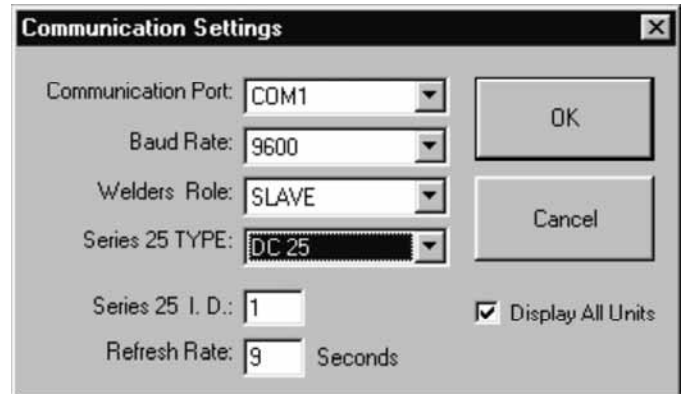 Communication Settings
Communication Port: COM1
OK
Baud Rate: 9600
Welders Role: SLAVE
Cancel
Series 25 TYPE: DC 25
Series 25 I. D.: 1
Display All Units
Refresh Rate: 9 Seconds